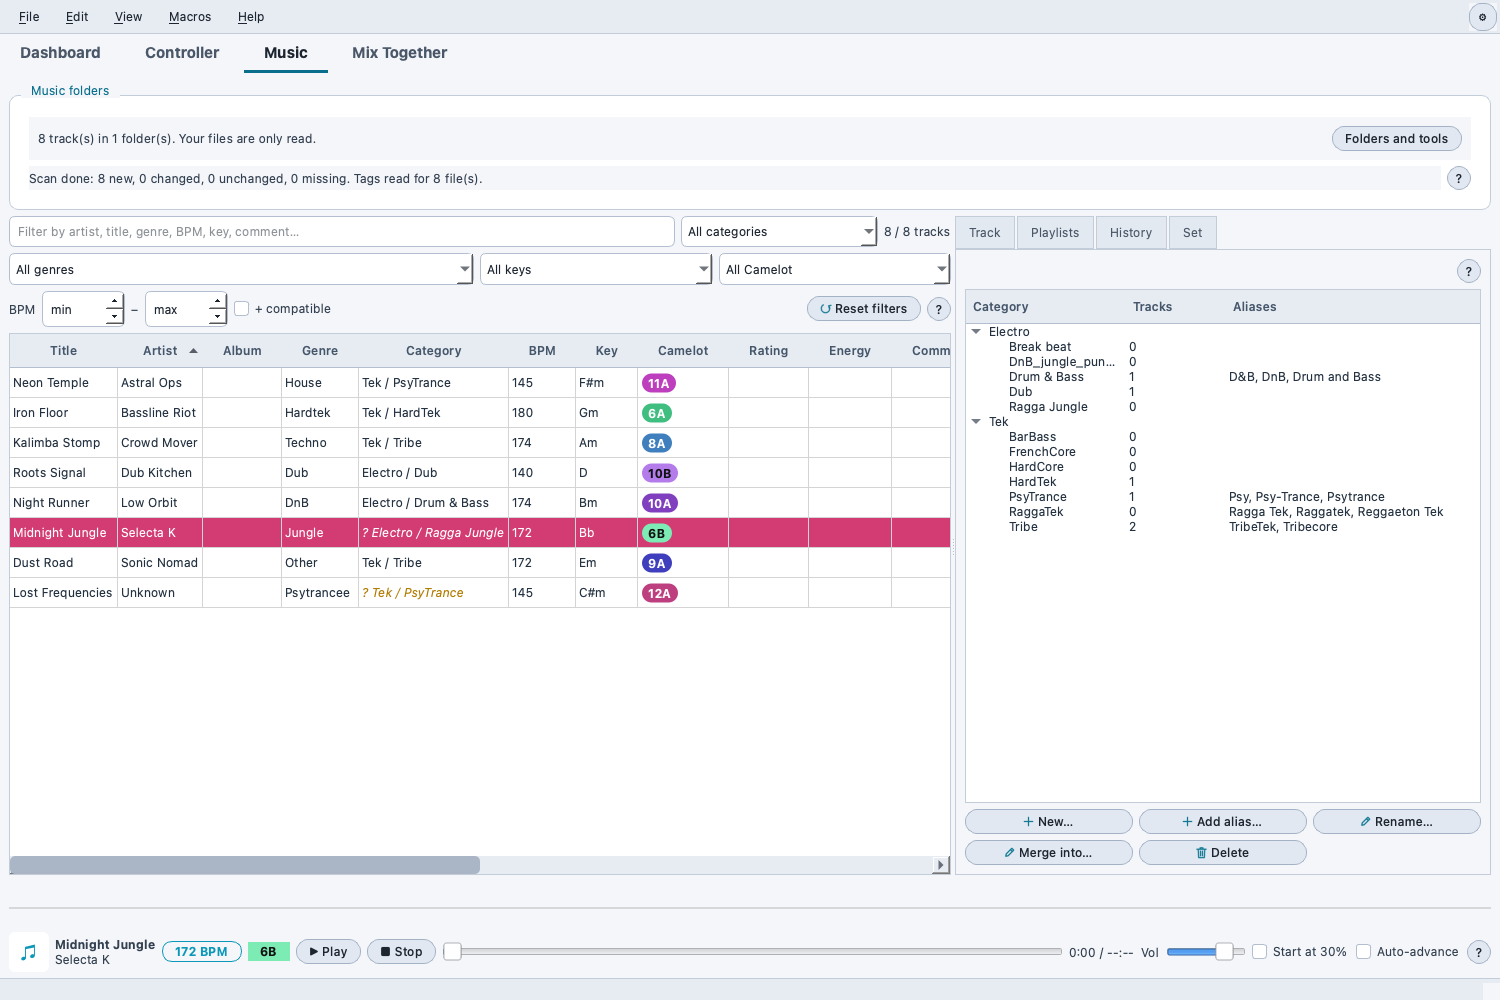 File Edit View Macros Help
Dashboard Controller Music Mix Together
Music folders
8 track(s) in 1 folder(s). Your files are only read.
Folders and tools
Scan done: 8 new, 0 changed, 0 unchanged, 0 missing. Tags read for 8 file(s).
?
Filter by artist, title, genre, BPM, key, comment...
All categories
8 / 8 tracks
All genres
All keys
All Camelot
BPM min – max + compatible
Reset filters
?
Title Artist Album Genre Category BPM Key Camelot Rating Energy Comm
Neon Temple Astral Ops House Tek / PsyTrance 145 F#m 11A
Iron Floor Bassline Riot Hardtek Tek / HardTek 180 Gm 6A
Kalimba Stomp Crowd Mover Techno Tek / Tribe 174 Am 8A
Roots Signal Dub Kitchen Dub Electro / Dub 140 D 10B
Night Runner Low Orbit DnB Electro / Drum & Bass 174 Bm 10A
Midnight Jungle Selecta K Jungle ? Electro / Ragga Jungle 172 Bb 6B
Dust Road Sonic Nomad Other Tek / Tribe 172 Em 9A
Lost Frequencies Unknown Psytrancee ? Tek / PsyTrance 145 C#m 12A
Track Playlists History Set
?
Category Tracks Aliases
Electro
Break beat 0
DnB_jungle_pun... 0
Drum & Bass 1 D&B, DnB, Drum and Bass
Dub 1
Ragga Jungle 0
Tek
BarBass 0
FrenchCore 0
HardCore 0
HardTek 1
PsyTrance 1 Psy, Psy-Trance, Psytrance
RaggaTek 0 Ragga Tek, Raggatek, Reggaeton Tek
Tribe 2 TribeTek, Tribecore
New... Add alias... Rename...
Merge into... Delete
Midnight Jungle
Selecta K
172 BPM 6B Play Stop 0:00 / --:-- Vol Start at 30% Auto-advance ?